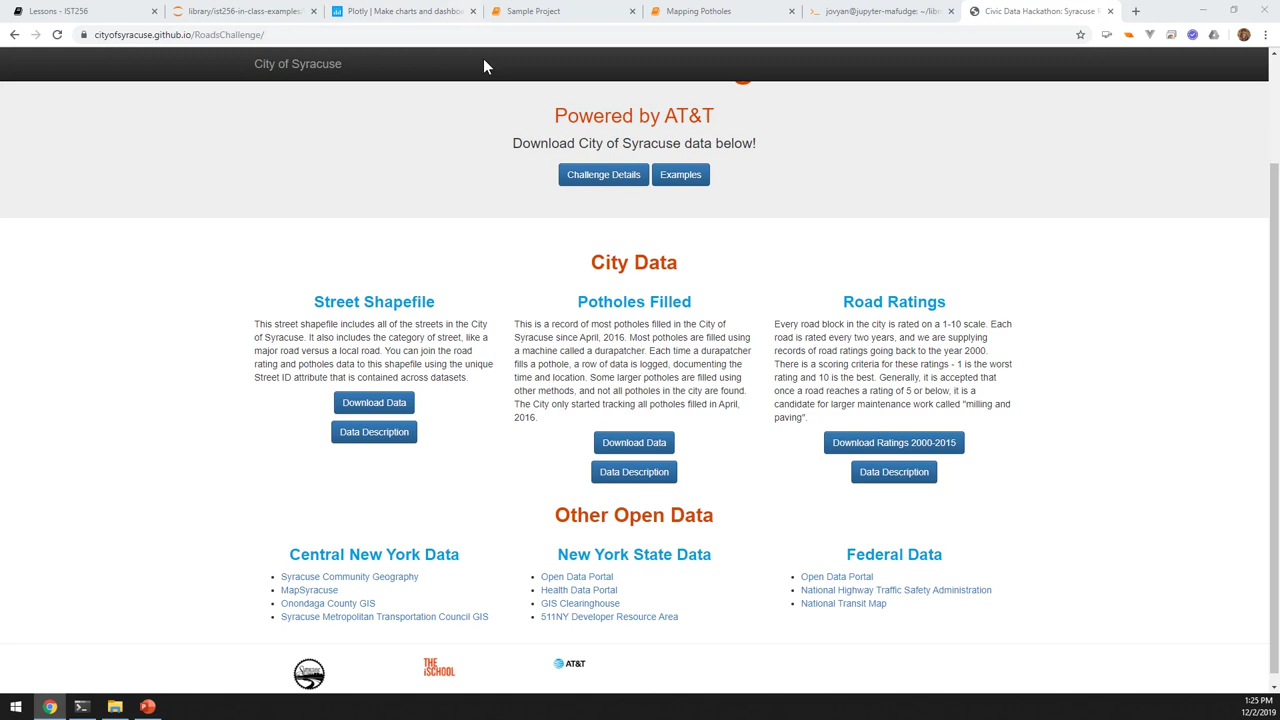 Lessons - IST256
library/ist256-in-class-examples/
Plotly | Make charts and dashboa
Sample Project
Mapping Potholes
jovyan@jupyter-mafudge: ~/libr
Civic Data Hackathon: Syracuse R
cityofsyracuse.github.io/RoadsChallenge/
City of Syracuse
Powered by AT&T
Download City of Syracuse data below!
Challenge Details
Examples
City Data
Street Shapefile
This street shapefile includes all of the streets in the City
of Syracuse. It also includes the category of street, like a
major road versus a local road. You can join the road
rating and potholes data to this shapefile using the unique
Street ID attribute that is contained across datasets.
Download Data
Data Description
Potholes Filled
This is a record of most potholes filled in the City of
Syracuse since April, 2016. Most potholes are filled using
a machine called a durapatcher. Each time a durapatcher
fills a pothole, a row of data is logged, documenting the
time and location. Some larger potholes are filled using
other methods, and not all potholes in the city are found.
The City only started tracking all potholes filled in April,
2016.
Download Data
Data Description
Road Ratings
Every road block in the city is rated on a 1-10 scale. Each
road is rated every two years, and we are supplying
records of road ratings going back to the year 2000.
There is a scoring criteria for these ratings - 1 is the worst
rating and 10 is the best. Generally, it is accepted that
once a road reaches a rating of 5 or below, it is a
candidate for larger maintenance work called "milling and
paving".
Download Ratings 2000-2015
Data Description
Other Open Data
Central New York Data
Syracuse Community Geography
MapSyracuse
Onondaga County GIS
Syracuse Metropolitan Transportation Council GIS
New York State Data
Open Data Portal
Health Data Portal
GIS Clearinghouse
511NY Developer Resource Area
Federal Data
Open Data Portal
National Highway Traffic Safety Administration
National Transit Map
THE
iSCHOOL
AT&T
1:25 PM
12/2/2019